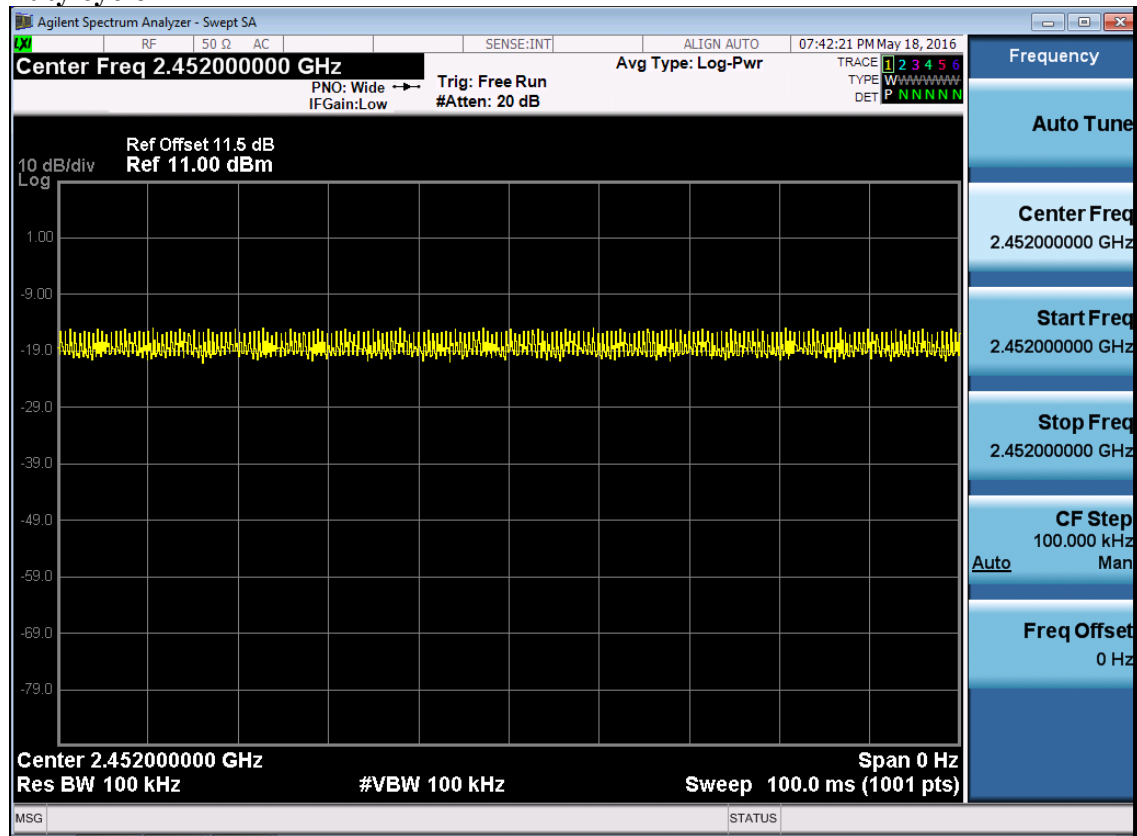 Agilent Spectrum Analyzer - Swept SA
LXI RF 50 Ω AC SENSE:INT ALIGN AUTO 07:42:21 PM May 18, 2016
Center Freq 2.452000000 GHz
PNO: Wide
IFGain:Low
Trig: Free Run
#Atten: 20 dB
Avg Type: Log-Pwr
TRACE 1 2 3 4 5 6
TYPE WWWWWWW
DET P N N N N N
Ref Offset 11.5 dB
10 dB/div Ref 11.00 dBm
Log
1.00
-9.00
-19.0
-29.0
-39.0
-49.0
-59.0
-69.0
-79.0
Center 2.452000000 GHz Span 0 Hz
Res BW 100 kHz #VBW 100 kHz Sweep 100.0 ms (1001 pts)
MSG STATUS
Frequency
Auto Tune
Center Freq
2.452000000 GHz
Start Freq
2.452000000 GHz
Stop Freq
2.452000000 GHz
CF Step
100.000 kHz
Auto Man
Freq Offset
0 Hz